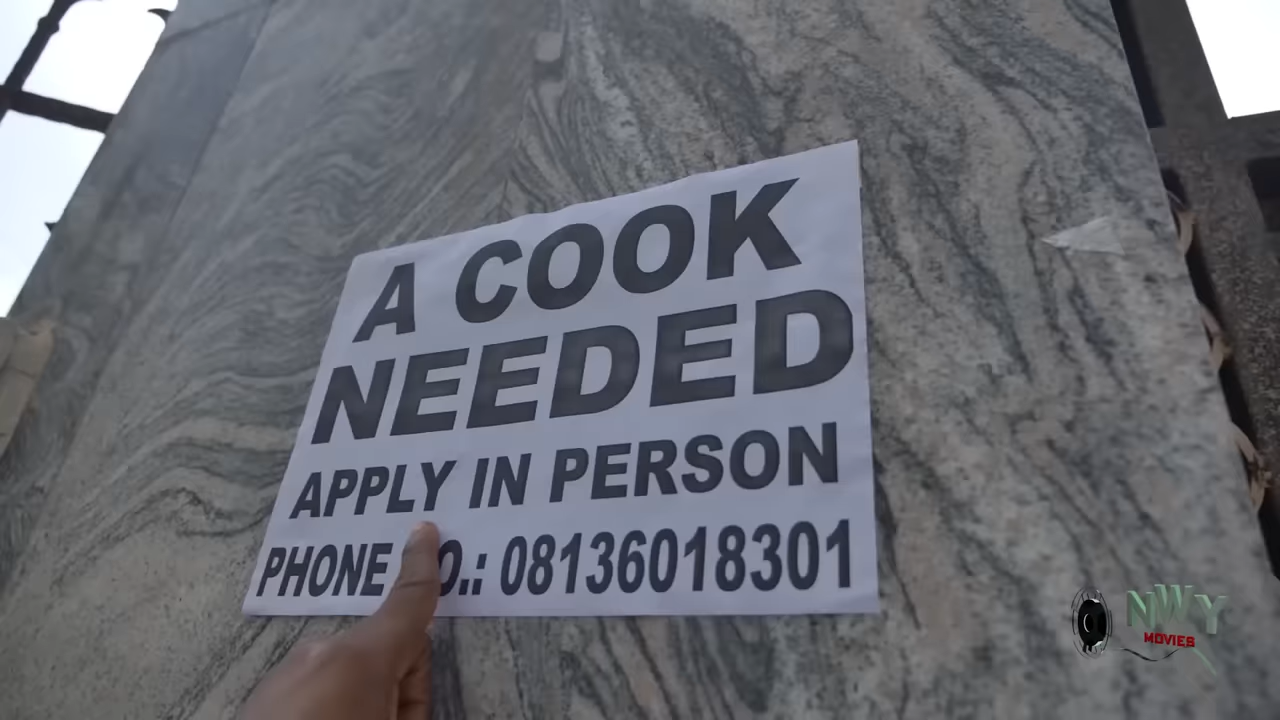 A COOK
NEEDED
APPLY IN PERSON
PHONE O.: 08136018301
NWY
MOVIES